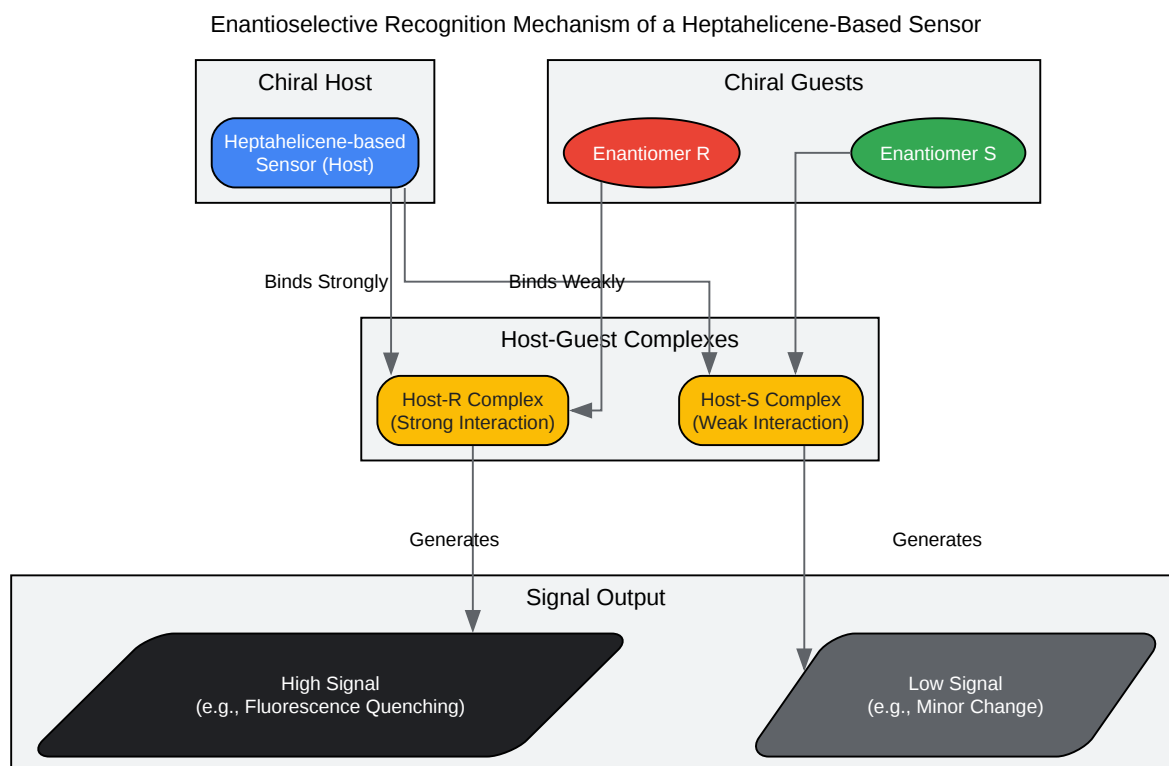 Enantioselective Recognition Mechanism of a Heptahelicene-Based Sensor
Chiral Host
Chiral Guests
Heptahelicene-based
Sensor (Host)
Enantiomer R
Enantiomer S
Binds Strongly
Binds Weakly
Host-Guest Complexes
Host-R Complex
(Strong Interaction)
Host-S Complex
(Weak Interaction)
Generates
Generates
Signal Output
High Signal
(e.g., Fluorescence Quenching)
Low Signal
(e.g., Minor Change)